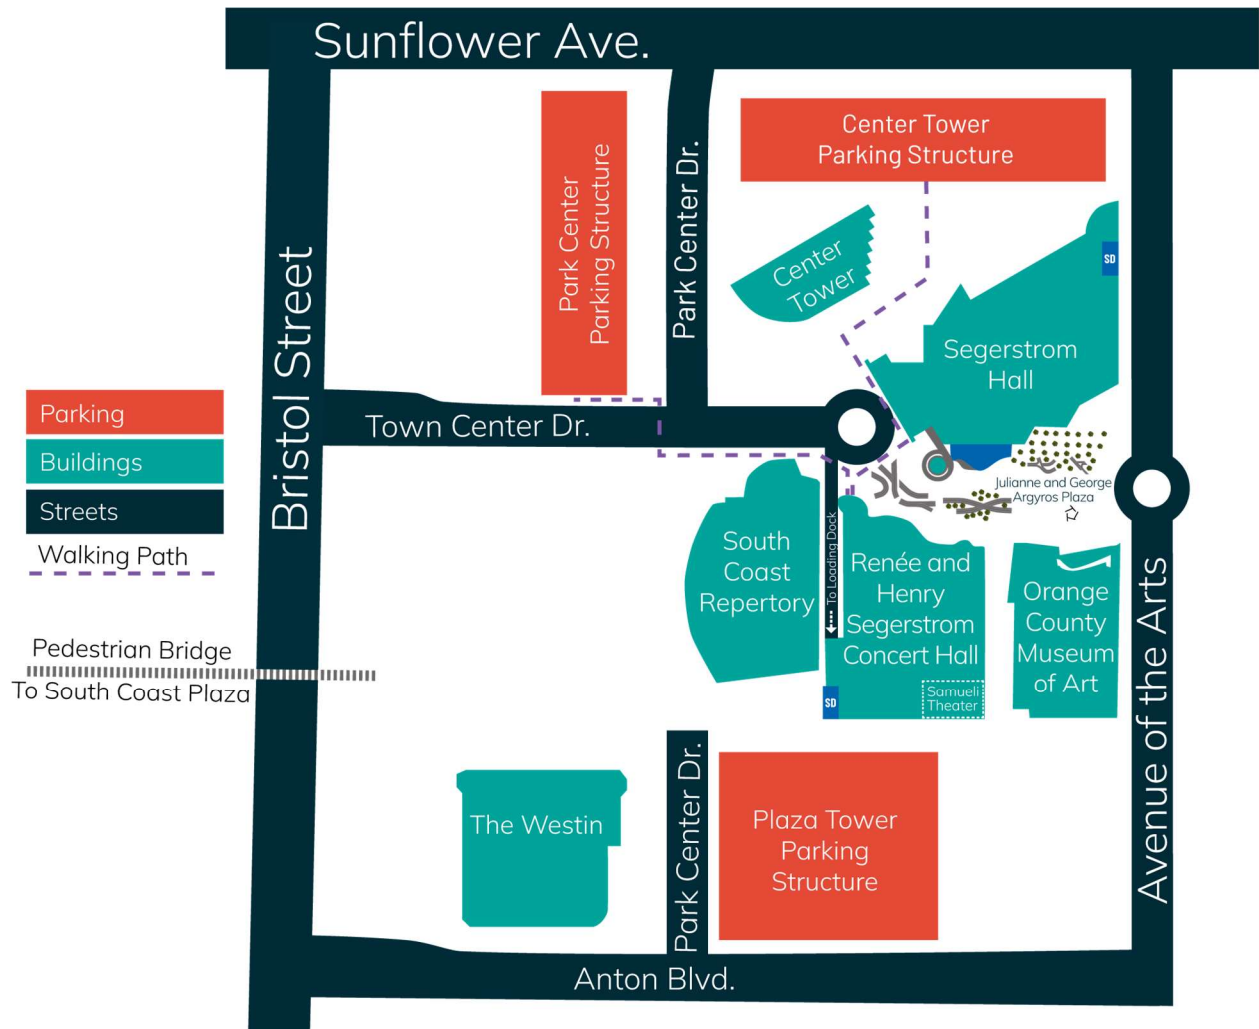 Sunflower Ave.
Center Tower
Parking Structure
Park Center
Parking Structure
Park Center Dr.
Center
Tower
SD
Segerstrom
Hall
Bristol Street
Parking
Buildings
Streets
Walking Path
Town Center Dr.
Julianne and George
Argyros Plaza
South
Coast
Repertory
To Loading Dock
Renée and
Henry
Segerstrom
Concert Hall
Orange
County
Museum
of Art
Samueli
Theater
SD
Pedestrian Bridge
To South Coast Plaza
Avenue of the Arts
The Westin
Park Center Dr.
Plaza Tower
Parking
Structure
Anton Blvd.